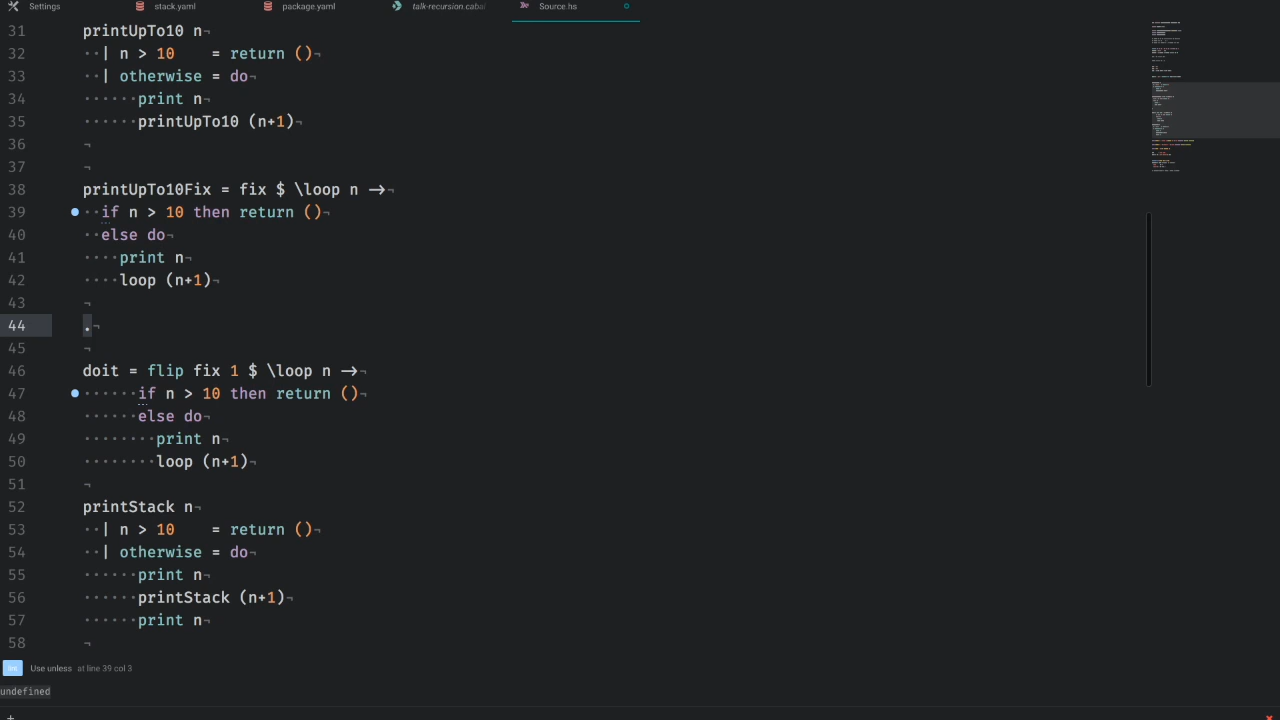 Settings stack.yaml package.yaml talk-recursion.cabal Source.hs
31 printUpTo10 n¬
32 ··| n > 10    = return ()¬
33 ··| otherwise = do¬
34 ······print n
35 ······printUpTo10 (n+1)¬
36 ¬
37 ¬
38 printUpTo10Fix = fix $ \loop n →¬
39 ··if n > 10 then return ()¬
40 ··else do¬
41 ····print n¬
42 ····loop (n+1)¬
43 ¬
44 .¬
45 ¬
46 doit = flip fix 1 $ \loop n →¬
47 ······if n > 10 then return ()¬
48 ······else do¬
49 ········print n¬
50 ········loop (n+1)¬
51 ¬
52 printStack n¬
53 ··| n > 10    = return ()¬
54 ··| otherwise = do¬
55 ······print n¬
56 ······printStack (n+1)¬
57 ······print n¬
58 ¬
Use unless at line 39 col 3
undefined